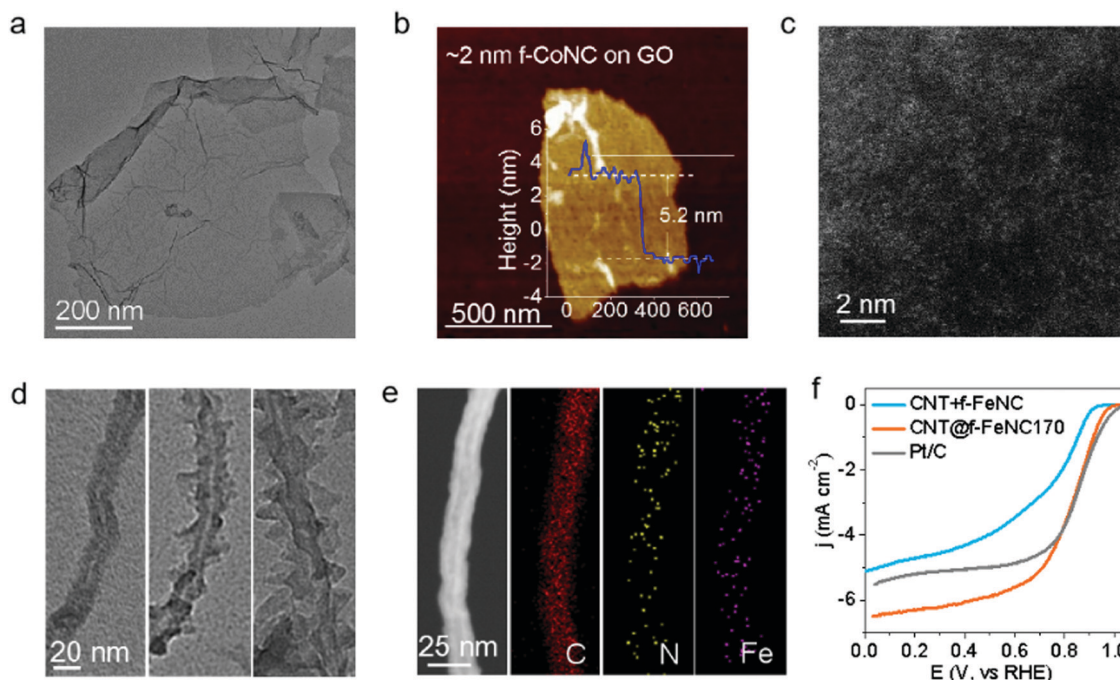 a
200 nm
b
~2 nm f-CoNC on GO
Height (nm)
6
4
2
0
-2
-4
5.2 nm
0 200 400 600
500 nm
c
2 nm
d
20 nm
e
25 nm
C
N
Fe
f
CNT+f-FeNC
CNT@f-FeNC170
Pt/C
j (mA cm-2)
0
-2
-4
-6
0.0 0.2 0.4 0.6 0.8 1.0
E (V, vs RHE)